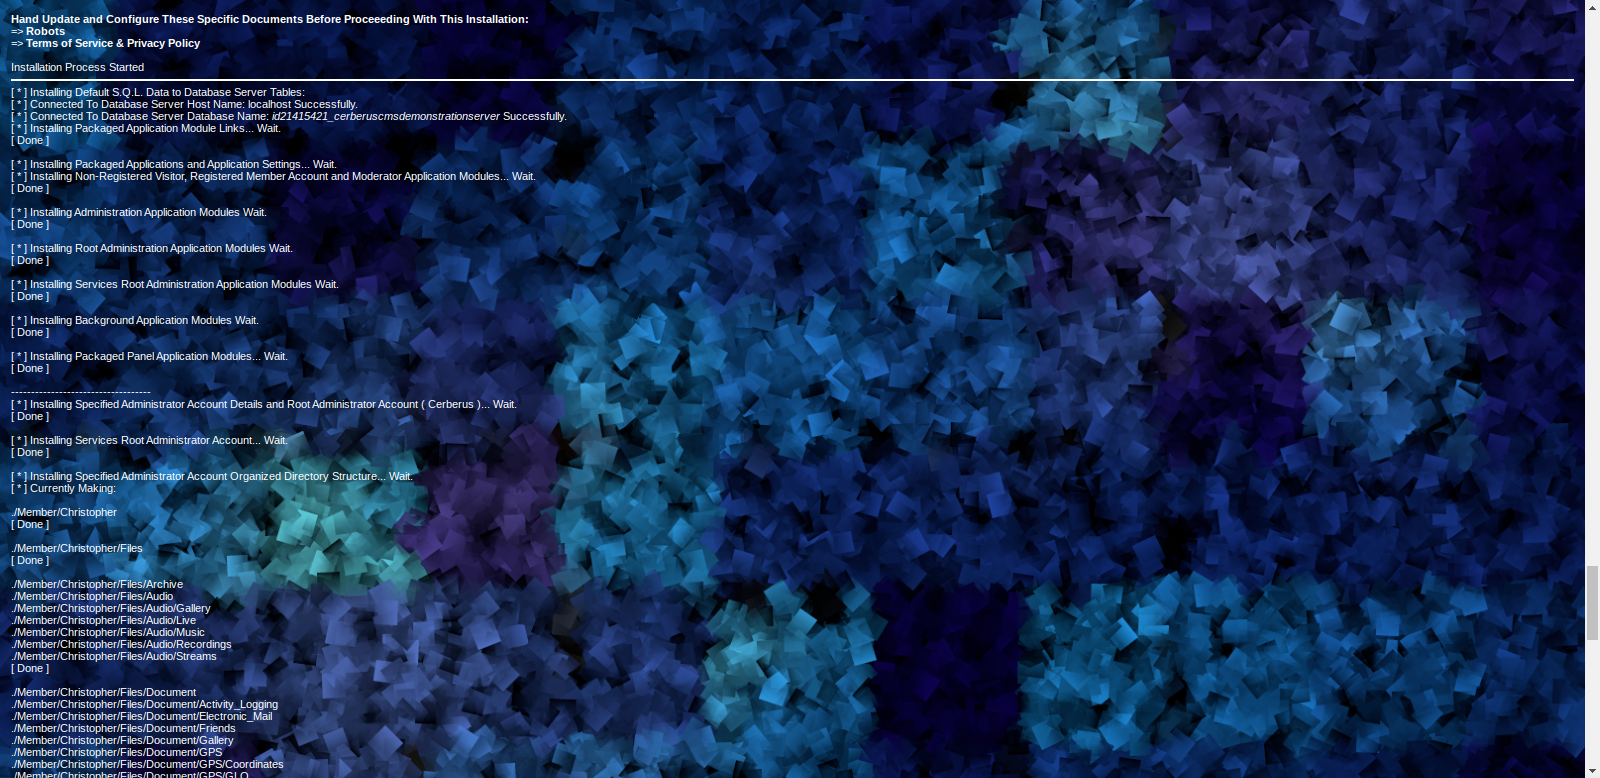 Hand Update and Configure These Specific Documents Before Proceeeding With This Installation:
=> Robots
=> Terms of Service & Privacy Policy
Installation Process Started
[ * ] Installing Default S.Q.L. Data to Database Server Tables:
[ * ] Connected To Database Server Host Name: localhost Successfully.
[ * ] Connected To Database Server Database Name: id21415421_cerberuscmsdemonstrationserver Successfully.
[ * ] Installing Packaged Application Module Links... Wait.
[ Done ]
[ * ] Installing Packaged Applications and Application Settings... Wait.
[ * ] Installing Non-Registered Visitor, Registered Member Account and Moderator Application Modules... Wait.
[ Done ]
[ * ] Installing Administration Application Modules Wait.
[ Done ]
[ * ] Installing Root Administration Application Modules Wait.
[ Done ]
[ * ] Installing Services Root Administration Application Modules Wait.
[ Done ]
[ * ] Installing Background Application Modules Wait.
[ Done ]
[ * ] Installing Packaged Panel Application Modules... Wait.
[ Done ]
-----------------------------------
[ * ] Installing Specified Administrator Account Details and Root Administrator Account ( Cerberus )... Wait.
[ Done ]
[ * ] Installing Services Root Administrator Account... Wait.
[ Done ]
[ * ] Installing Specified Administrator Account Organized Directory Structure... Wait.
[ * ] Currently Making:
./Member/Christopher
[ Done ]
./Member/Christopher/Files
[ Done ]
./Member/Christopher/Files/Archive
./Member/Christopher/Files/Audio
./Member/Christopher/Files/Audio/Gallery
./Member/Christopher/Files/Audio/Live
./Member/Christopher/Files/Audio/Music
./Member/Christopher/Files/Audio/Recordings
./Member/Christopher/Files/Audio/Streams
[ Done ]
./Member/Christopher/Files/Document
./Member/Christopher/Files/Document/Activity_Logging
./Member/Christopher/Files/Document/Electronic_Mail
./Member/Christopher/Files/Document/Friends
./Member/Christopher/Files/Document/Gallery
./Member/Christopher/Files/Document/GPS
./Member/Christopher/Files/Document/GPS/Coordinates
./Member/Christopher/Files/Document/GPS/GLO